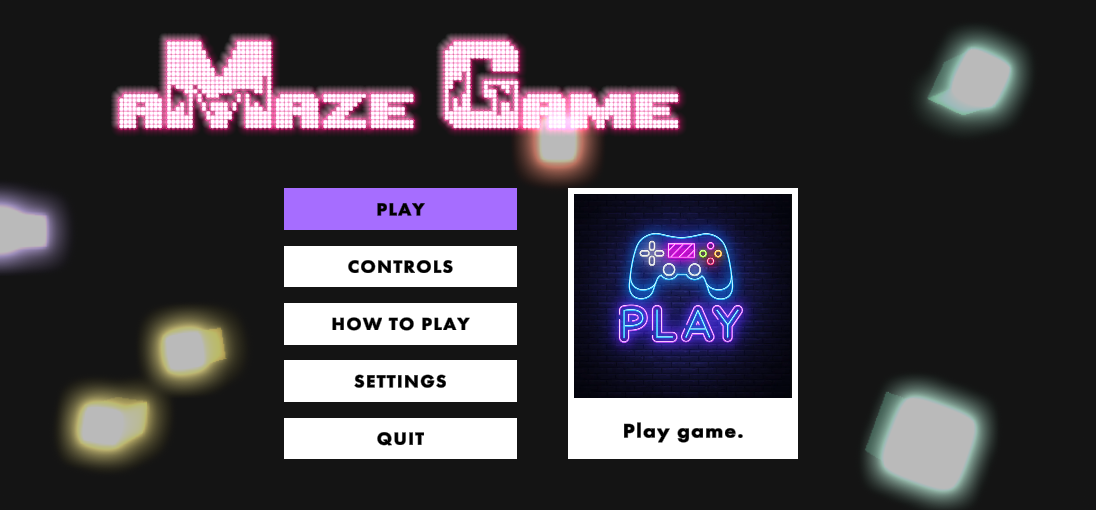 aMaze Game
PLAY
CONTROLS
HOW TO PLAY
SETTINGS
QUIT
PLAY
Play game.